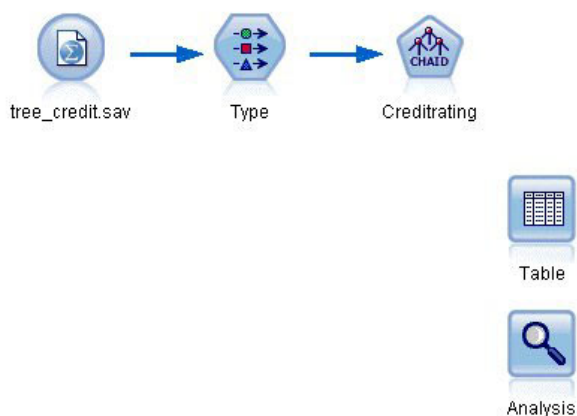 tree_credit.sav
Type
CHAID
Creditrating
Table
Analysis